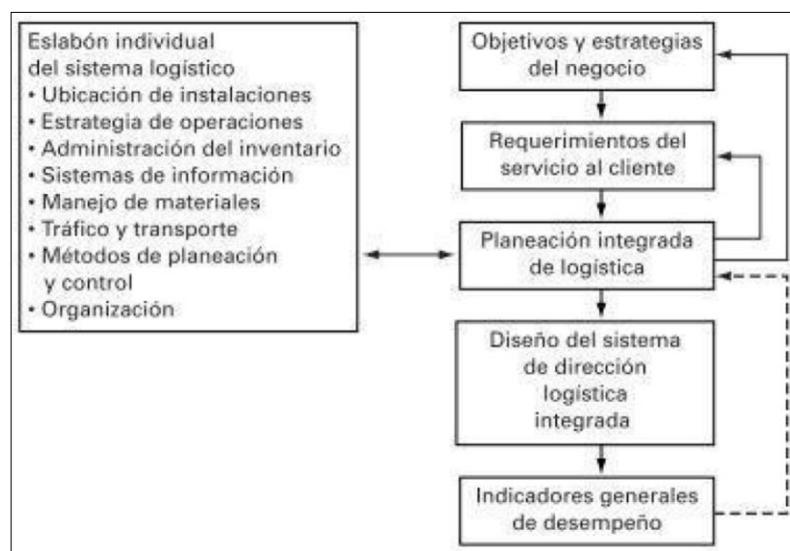 Eslabón individual
del sistema logístico
• Ubicación de instalaciones
• Estrategia de operaciones
• Administración del inventario
• Sistemas de información
• Manejo de materiales
• Tráfico y transporte
• Métodos de planeación
y control
• Organización
Objetivos y estrategias
del negocio
Requerimientos del
servicio al cliente
Planeación integrada
de logística
Diseño del sistema
de dirección
logística
integrada
Indicadores generales
de desempeño